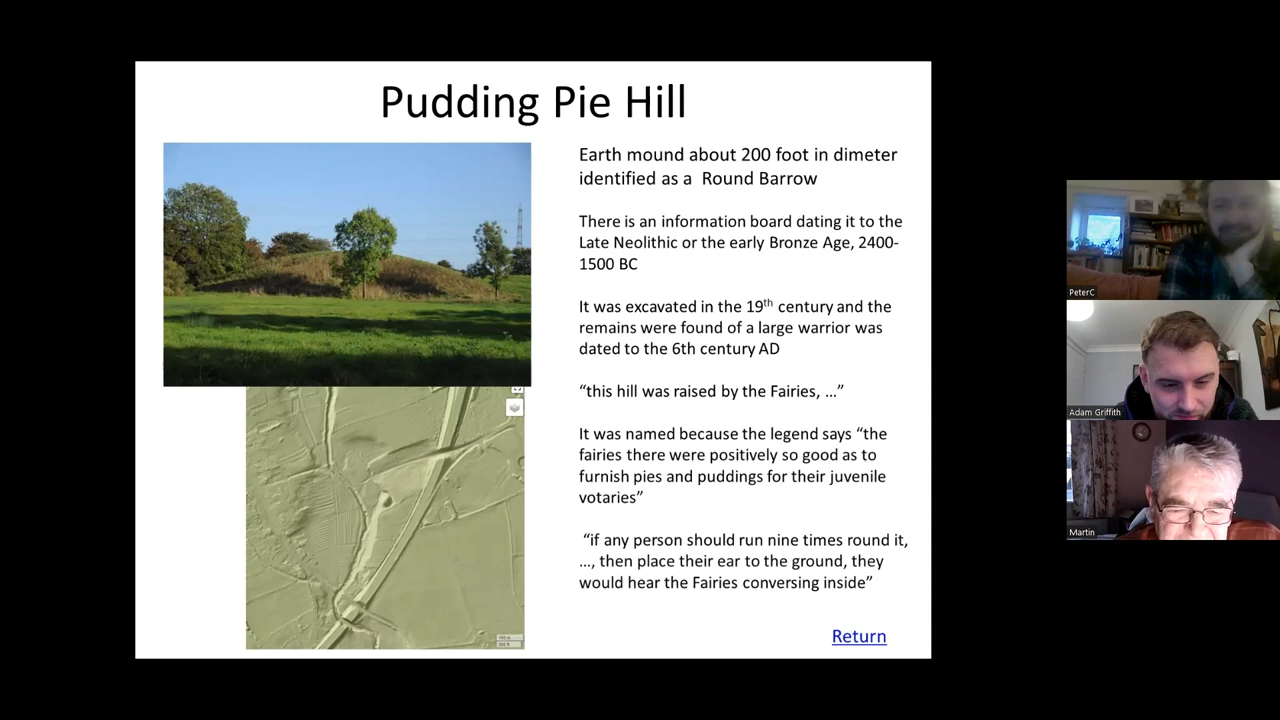 Pudding Pie Hill
Earth mound about 200 foot in dimeter
identified as a  Round Barrow
There is an information board dating it to the
Late Neolithic or the early Bronze Age, 2400-
1500 BC
It was excavated in the 19th century and the
remains were found of a large warrior was
dated to the 6th century AD
“this hill was raised by the Fairies, …”
It was named because the legend says “the
fairies there were positively so good as to
furnish pies and puddings for their juvenile
votaries”
“if any person should run nine times round it,
…, then place their ear to the ground, they
would hear the Fairies conversing inside”
Return
PeterC
Adam Griffith
Martin